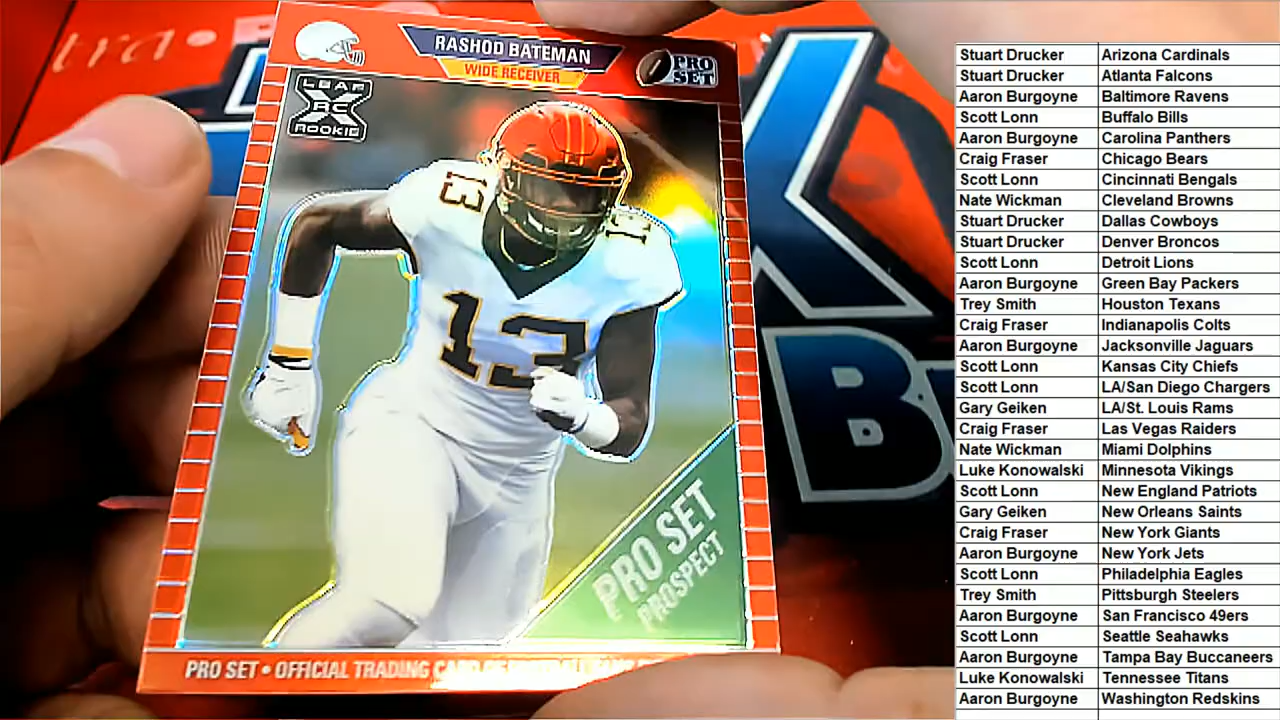 tra
RASHOD BATEMAN
WIDE RECEIVER
PRO SET
LEAF
X
RC
ROOKIE
13
13
13
PRO SET
PROSPECT
PRO SET • OFFICIAL TRADING CARD OF
K
B
Stuart Drucker Arizona Cardinals
Stuart Drucker Atlanta Falcons
Aaron Burgoyne Baltimore Ravens
Scott Lonn Buffalo Bills
Aaron Burgoyne Carolina Panthers
Craig Fraser Chicago Bears
Scott Lonn Cincinnati Bengals
Nate Wickman Cleveland Browns
Stuart Drucker Dallas Cowboys
Stuart Drucker Denver Broncos
Scott Lonn Detroit Lions
Aaron Burgoyne Green Bay Packers
Trey Smith Houston Texans
Craig Fraser Indianapolis Colts
Aaron Burgoyne Jacksonville Jaguars
Scott Lonn Kansas City Chiefs
Scott Lonn LA/San Diego Chargers
Gary Geiken LA/St. Louis Rams
Craig Fraser Las Vegas Raiders
Nate Wickman Miami Dolphins
Luke Konowalski Minnesota Vikings
Scott Lonn New England Patriots
Gary Geiken New Orleans Saints
Craig Fraser New York Giants
Aaron Burgoyne New York Jets
Scott Lonn Philadelphia Eagles
Trey Smith Pittsburgh Steelers
Aaron Burgoyne San Francisco 49ers
Scott Lonn Seattle Seahawks
Aaron Burgoyne Tampa Bay Buccaneers
Luke Konowalski Tennessee Titans
Aaron Burgoyne Washington Redskins